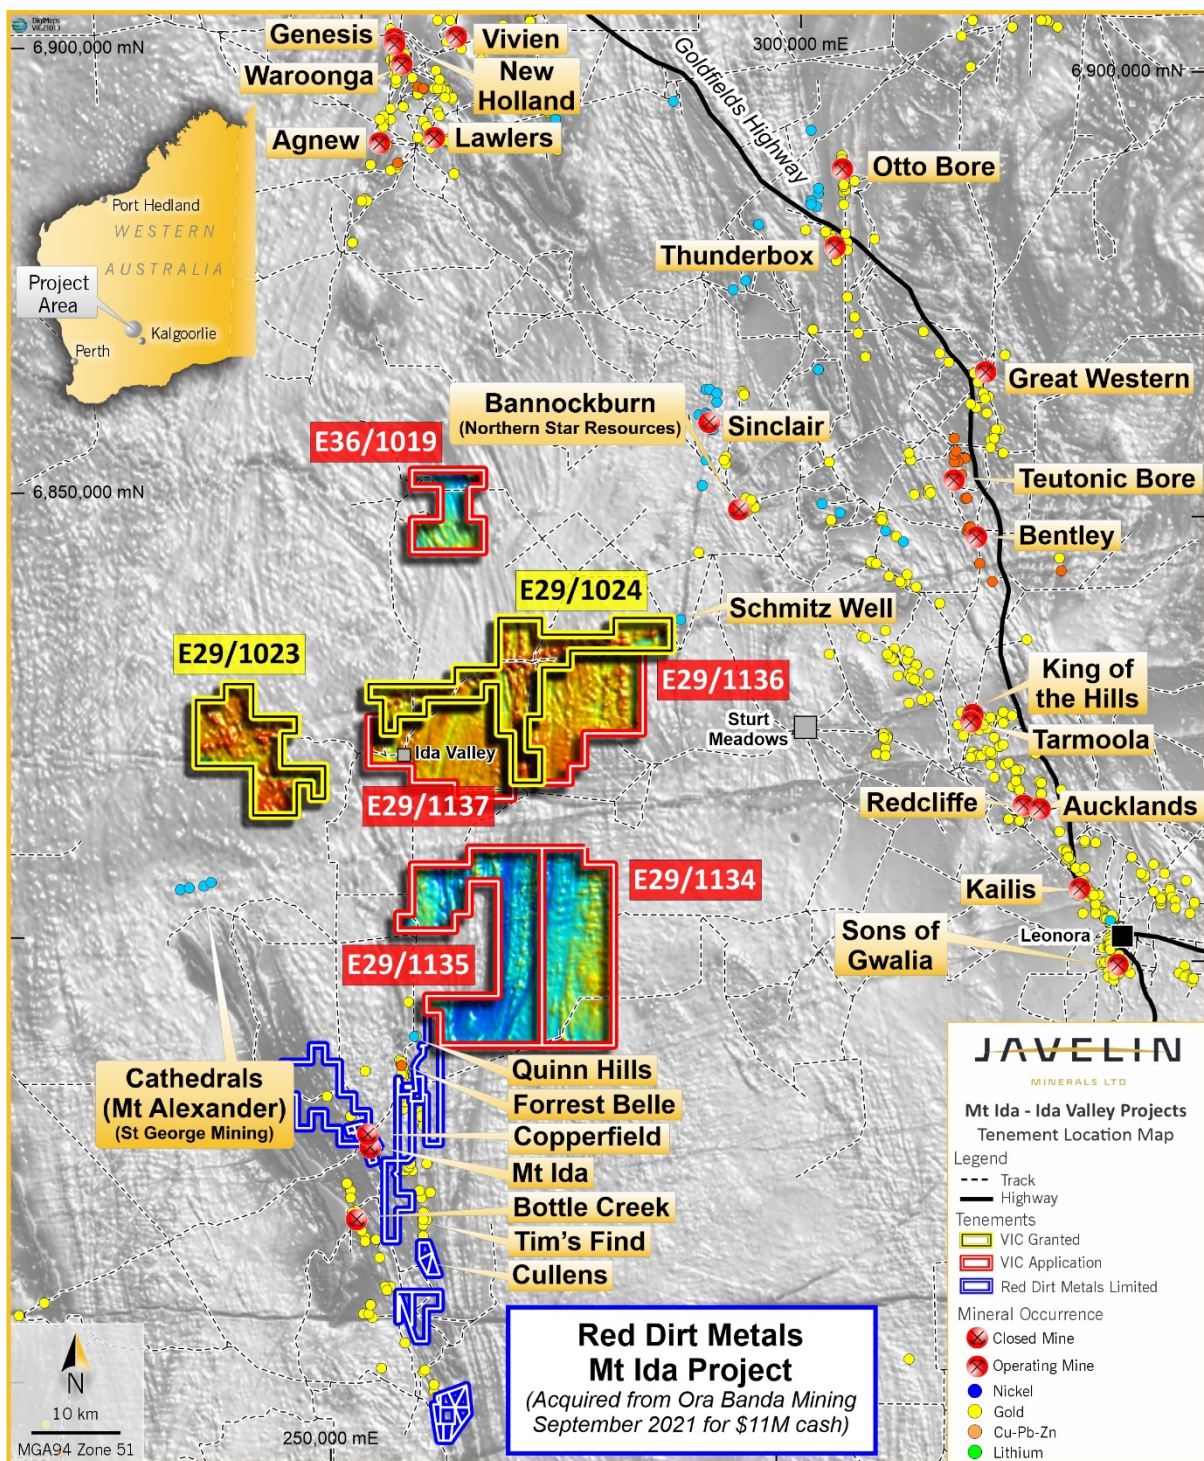 DigiMaps
VIC21013
6,900,000 mN
Genesis
Vivien
Waroonga
New
Holland
Agnew
Lawlers
300,000 mE
6,900,000 mN
Goldfields Highway
Otto Bore
Thunderbox
Port Hedland
WESTERN
AUSTRALIA
Project
Area
Kalgoorlie
Perth
Great Western
Bannockburn
(Northern Star Resources)
Sinclair
E36/1019
6,850,000 mN
Teutonic Bore
Bentley
E29/1024
Schmitz Well
E29/1023
E29/1136
King of
the Hills
Sturt
Meadows
Tarmoola
Ida Valley
E29/1137
Redcliffe
Aucklands
E29/1134
Kailis
Sons of
Gwalia
Leonora
E29/1135
Cathedrals
(Mt Alexander)
(St George Mining)
Quinn Hills
Forrest Belle
Copperfield
Mt Ida
Bottle Creek
Tim's Find
Cullens
Red Dirt Metals
Mt Ida Project
(Acquired from Ora Banda Mining
September 2021 for $11M cash)
N
10 km
MGA94 Zone 51
250,000 mE
JAVELIN
MINERALS LTD
Mt Ida - Ida Valley Projects
Tenement Location Map
Legend
Track
Highway
Tenements
VIC Granted
VIC Application
Red Dirt Metals Limited
Mineral Occurrence
Closed Mine
Operating Mine
Nickel
Gold
Cu-Pb-Zn
Lithium